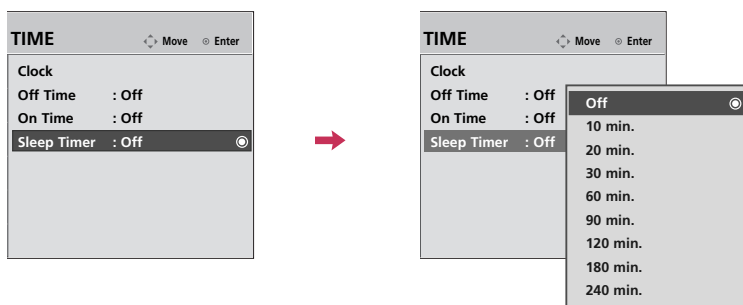 TIME Move Enter
Clock
Off Time : Off
On Time : Off
Sleep Timer : Off
TIME Move Enter
Clock
Off Time : Off
On Time : Off
Sleep Timer : Off
Off
10 min.
20 min.
30 min.
60 min.
90 min.
120 min.
180 min.
240 min.